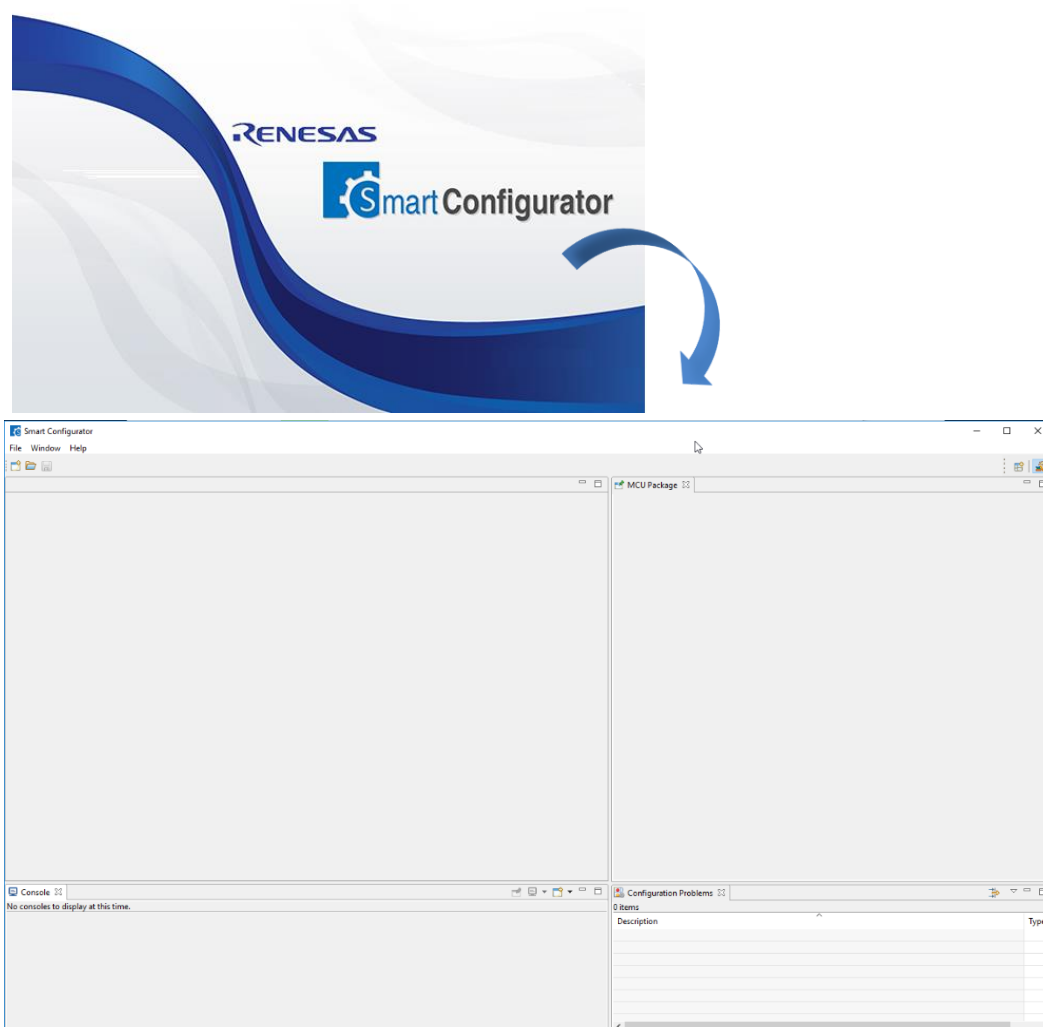 RENESAS
Smart Configurator
Smart Configurator
File Window Help
MCU Package
Console
No consoles to display at this time.
Configuration Problems
0 items
Description Type